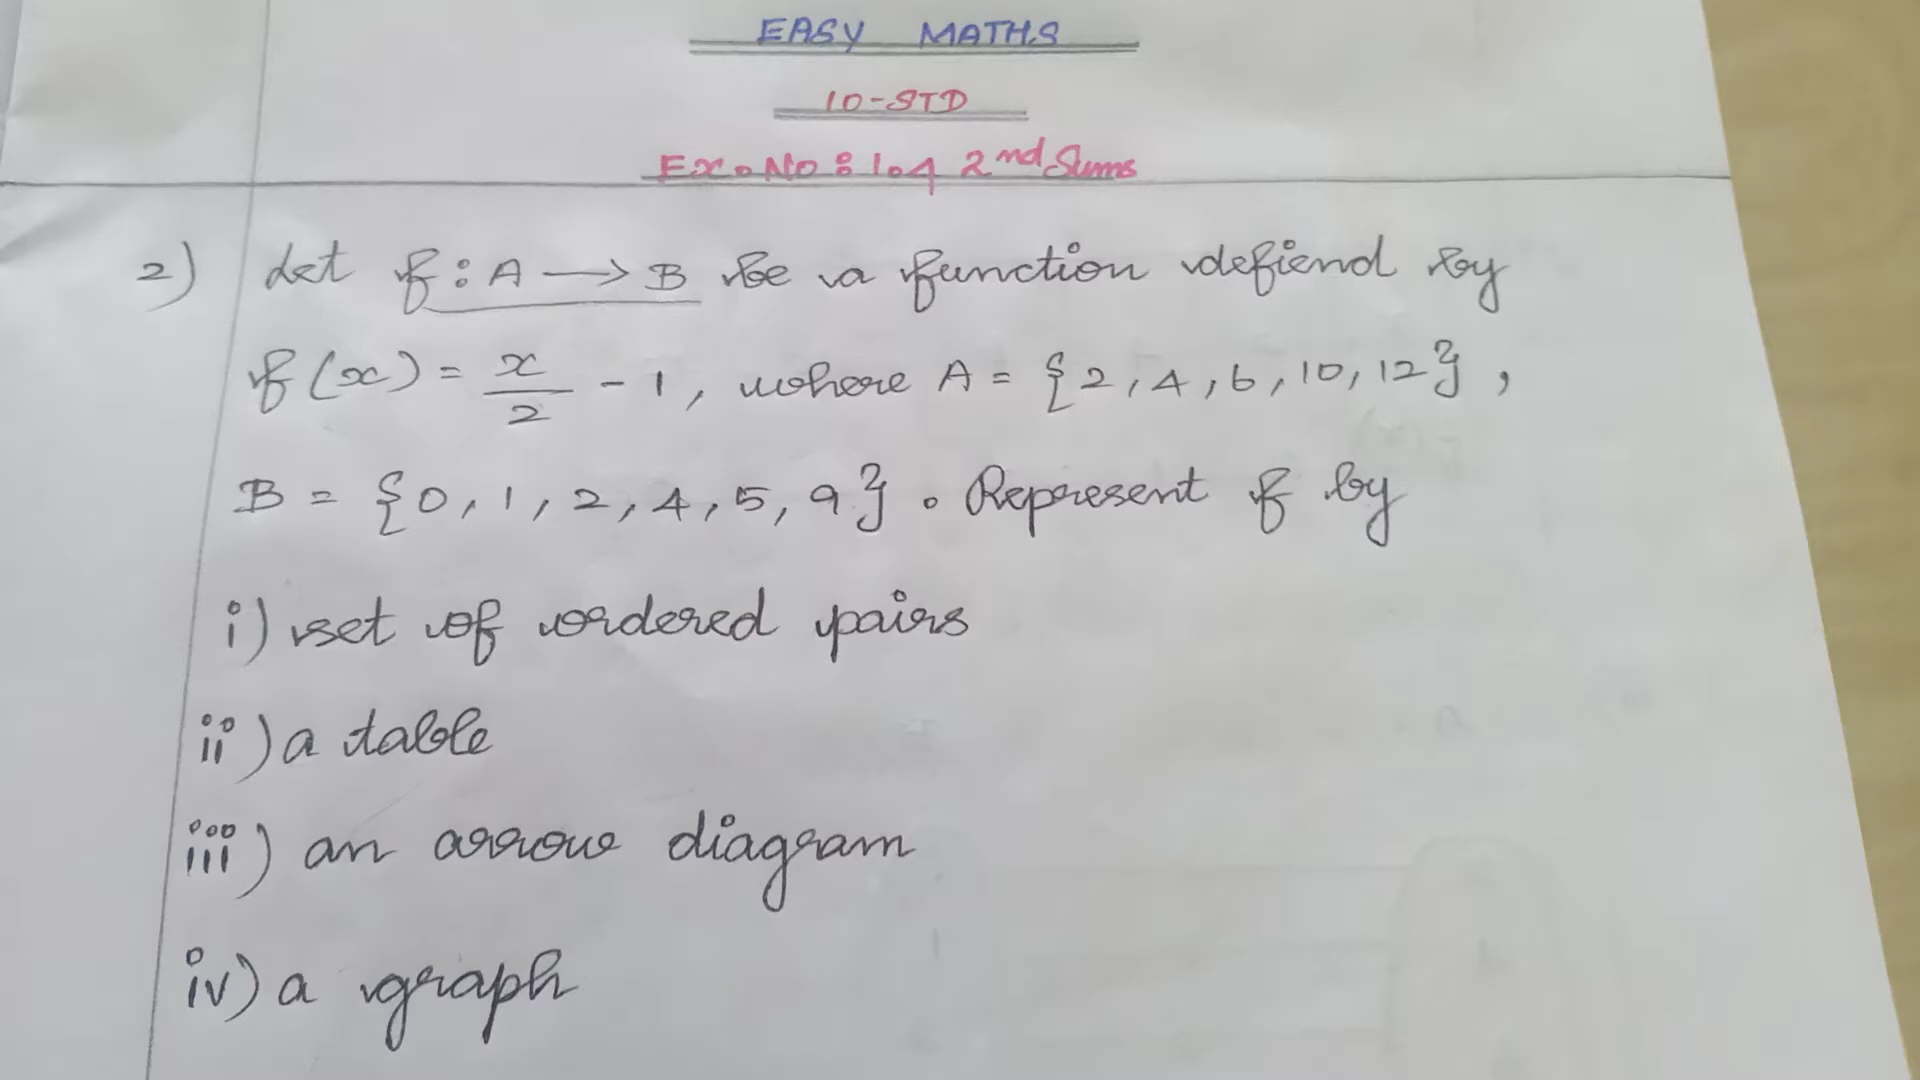 EASY MATHS
10-STD
Ex.No: 1.4 2nd Sums
2) Let f: A → B be a function defiend by
f(x) = x/2 - 1, where A = {2, 4, 6, 10, 12},
B = {0, 1, 2, 4, 5, 9}. Represent f by
i) set of ordered pairs
ii) a table
iii) an arrow diagram
iv) a graph